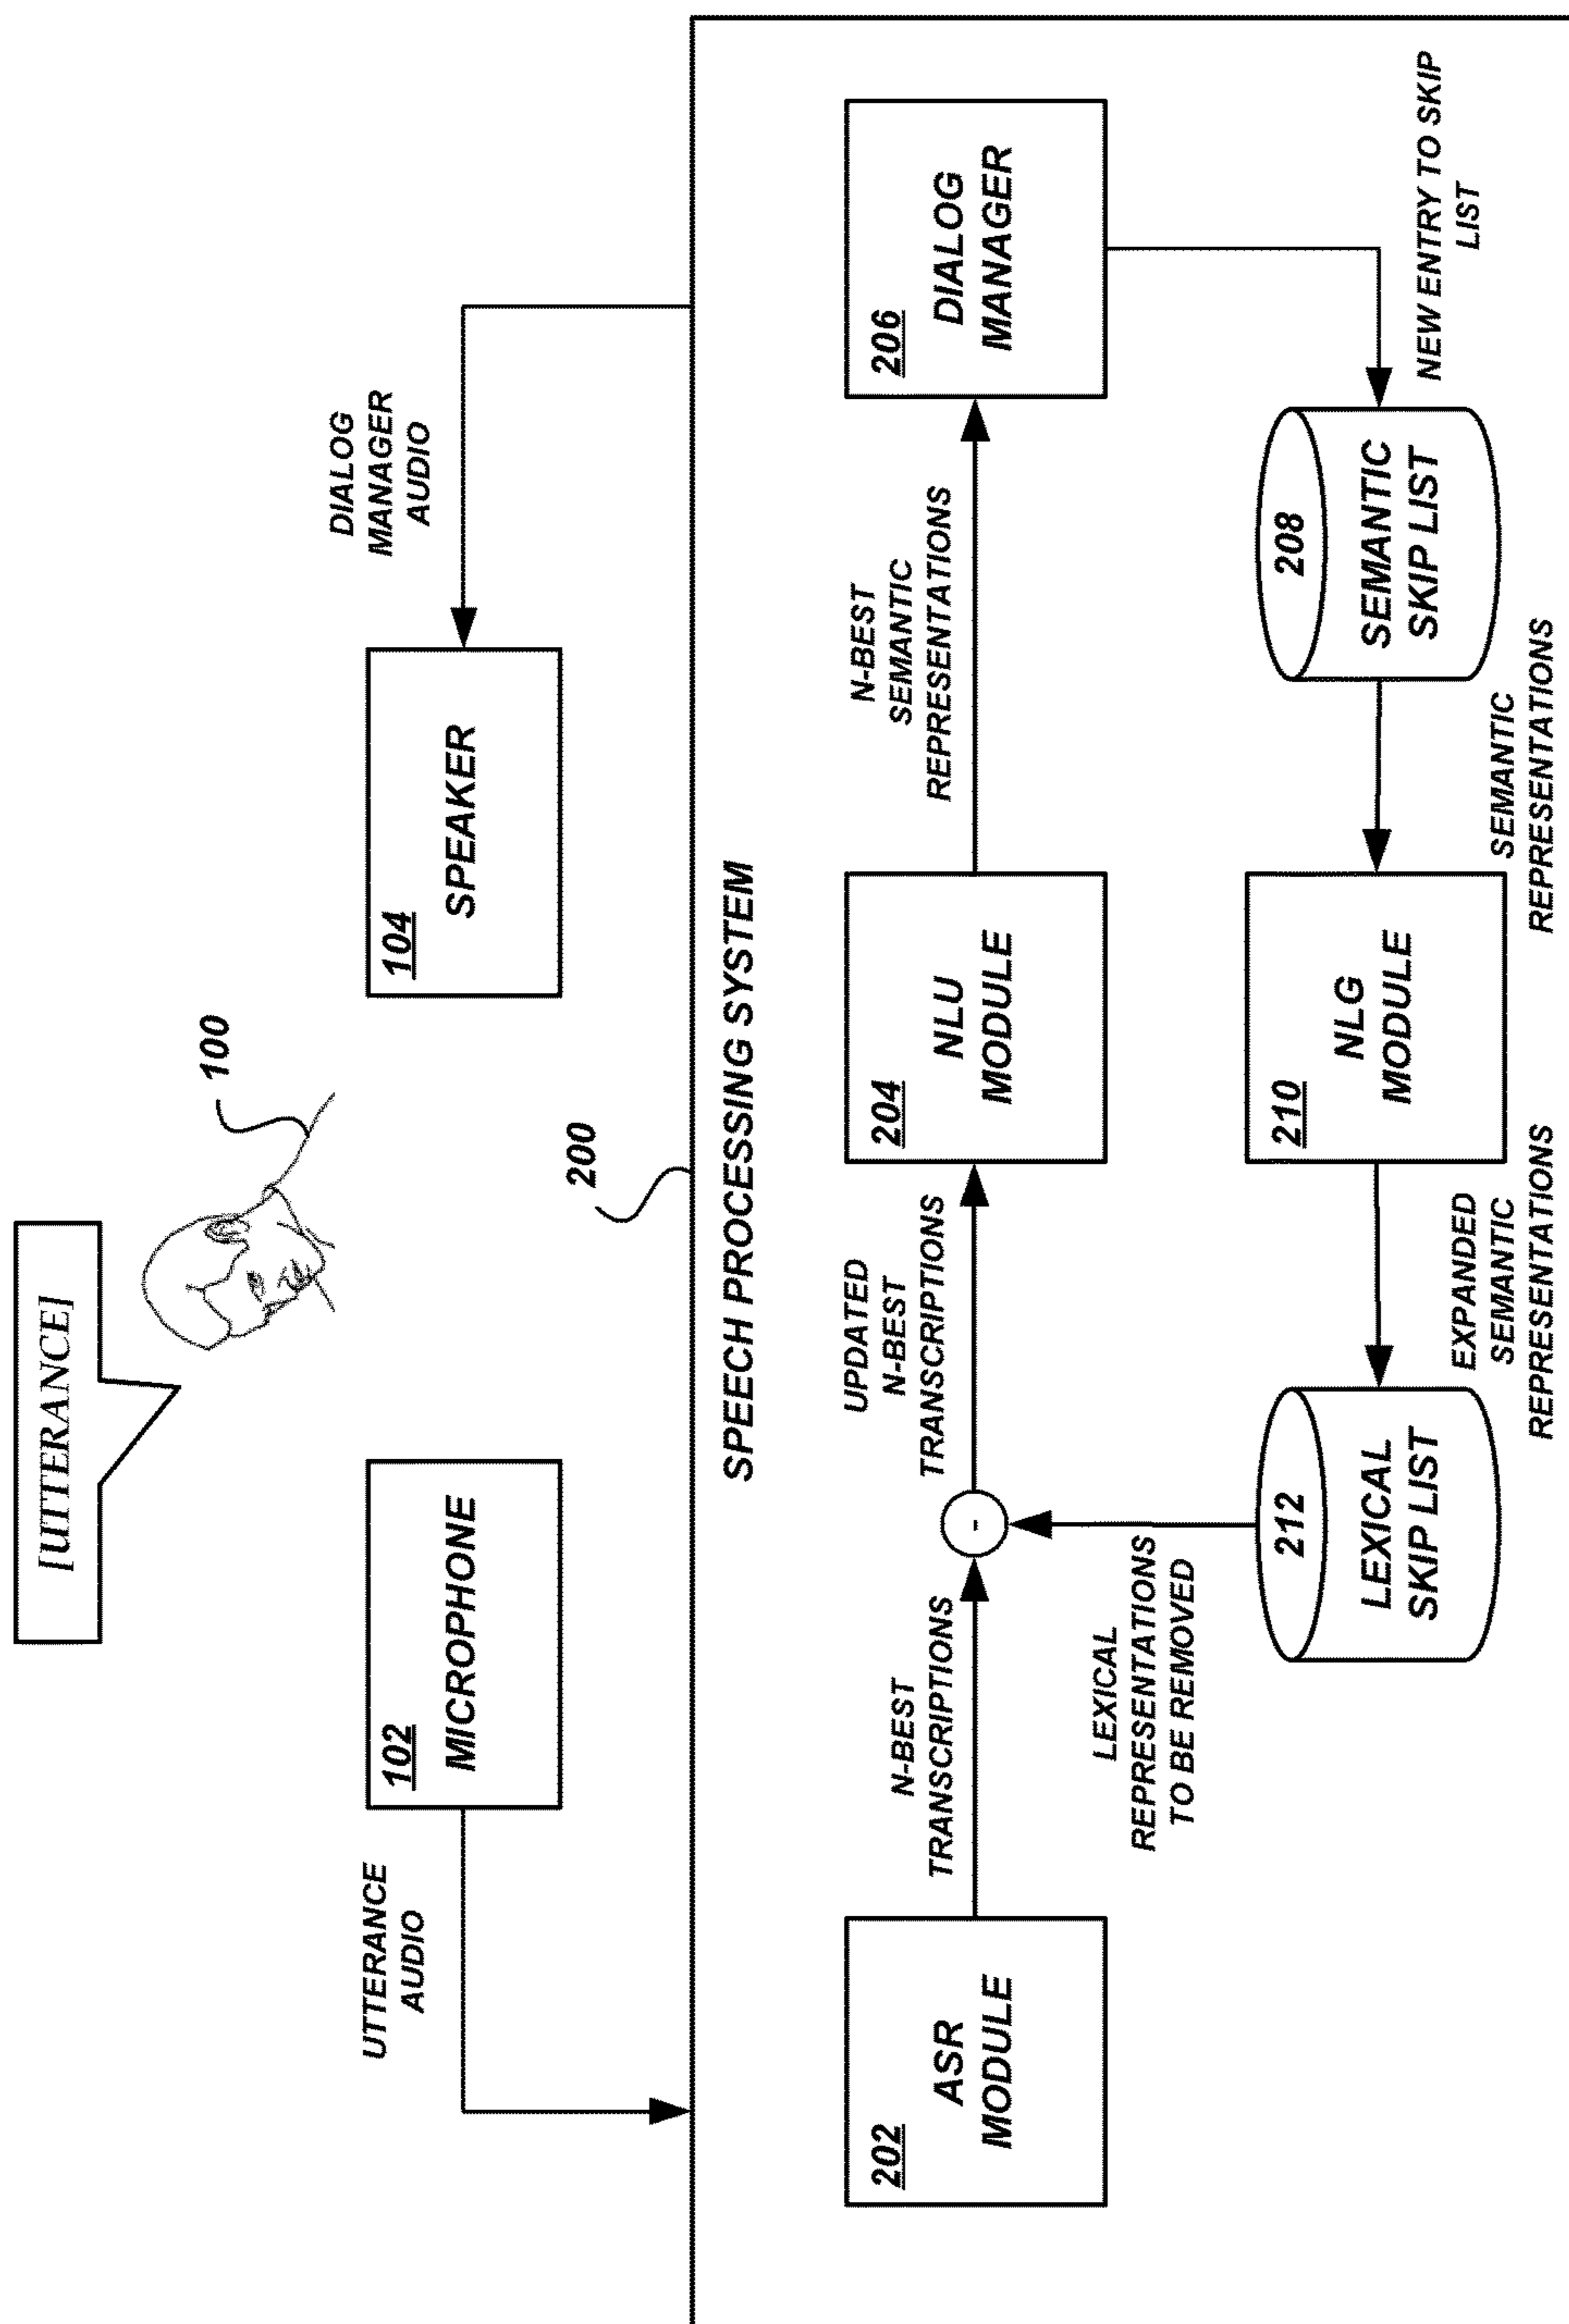 [UTTERANCE]
100
102
MICROPHONE
104
SPEAKER
UTTERANCE
AUDIO
DIALOG
MANAGER
AUDIO
200
SPEECH PROCESSING SYSTEM
202
ASR
MODULE
N-BEST
TRANSCRIPTIONS
-
UPDATED
N-BEST
TRANSCRIPTIONS
204
NLU
MODULE
N-BEST
SEMANTIC
REPRESENTATIONS
206
DIALOG
MANAGER
LEXICAL
REPRESENTATIONS
TO BE REMOVED
212
LEXICAL
SKIP LIST
EXPANDED
SEMANTIC
REPRESENTATIONS
210
NLG
MODULE
SEMANTIC
REPRESENTATIONS
208
SEMANTIC
SKIP LIST
NEW ENTRY TO SKIP
LIST